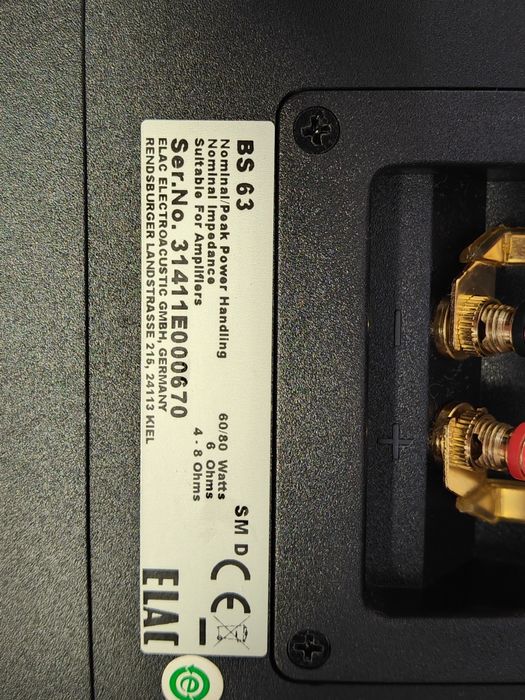 BS 63
Nominal/Peak Power Handling 60/80 Watts
Nominal Impedance 6 Ohms
Suitable For Amplifiers 4 - 8 Ohms
Ser.No. 31411E000670
ELAC ELECTROACUSTIC GMBH, GERMANY
RENDSBURGER LANDSTRASSE 215, 24113 KIEL
SM D
CE
ELAC
e
-
+